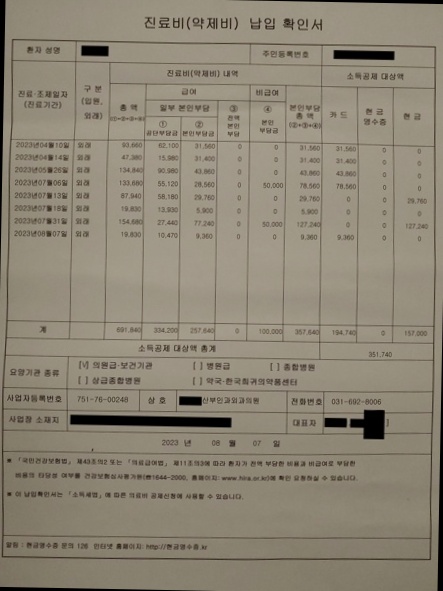 진료비(약제비) 납입 확인서
환자 성명 주민등록번호
진료·조제일자 (진료기간) 구 분 (입원, 외래) 진료비(약제비) 내역 소득공제 대상액
급여 비급여
총 액 일부 본인부담 ③ 전액 본인 부담 ④ 본인 부담금 본인부담 총액 (②+③+④) 카 드 현 금 영수증 현 금
① 공단부담금 ② 본인부담금
2023년04월10일 외래 93,660 62,100 31,560 0 0 31,560 31,560 0 0
2023년04월14일 외래 47,380 15,980 31,400 0 0 31,400 31,400 0 0
2023년05월26일 외래 134,840 90,980 43,860 0 0 43,860 43,860 0 0
2023년07월06일 외래 133,680 55,120 28,560 0 50,000 78,560 78,560 0 0
2023년07월13일 외래 87,940 58,180 29,760 0 0 29,760 0 0 29,760
2023년07월18일 외래 19,830 13,930 5,900 0 0 5,900 0 0
2023년07월31일 외래 154,680 27,440 77,240 0 50,000 127,240 0 0 127,240
2023년08월07일 외래 19,830 10,470 9,360 0 0 9,360 9,360 0 0
계 691,840 334,200 257,640 0 100,000 357,640 194,740 0 157,000
소득공제 대상액 총계 351,740
요양기관 종류 [√] 의원급·보건기관 [ ] 병원급 [ ] 종합병원
[ ] 상급종합병원 [ ] 약국·한국희귀의약품센터
사업자등록번호 751-76-00248 상 호 산부인과외과의원 전화번호 031-692-8006
사업장 소재지 대표자 ]
2023 년 08 월 07 일
* 「국민건강보험법」 제43조의2 또는 「의료급여법」 제11조의3에 따라 환자가 전액 부담한 비용과 비급여로 부담한
비용의 타당성 여부를 건강보험심사평가원(☎1644-2000, 홈페이지: www.hira.or.kr)에 확인 요청하실 수 있습니다.
* 이 납입확인서는 「소득세법」에 따른 의료비 공제신청에 사용할 수 있습니다.
알림 : 현금영수증 문의 126 인터넷 홈페이지: http://현금영수증.kr